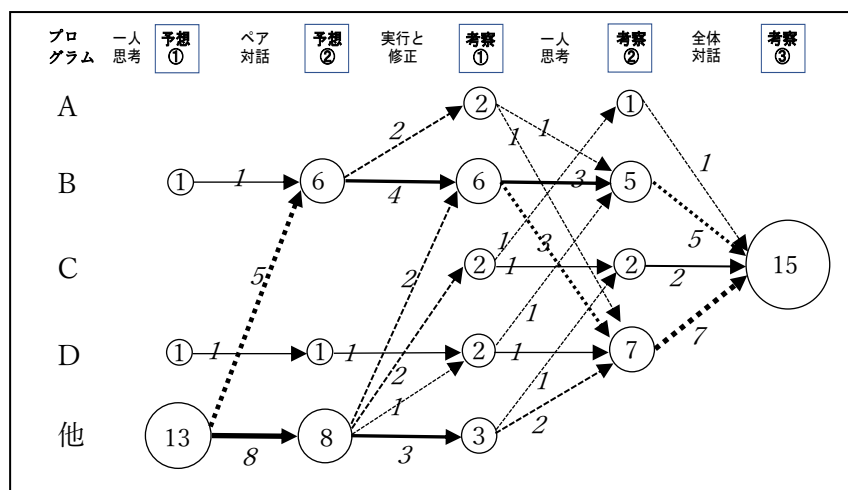 プロ 一人 予想 ペア 予想 実行と 考察 一人 考察 全体 考察
グラム 思考 ① 対話 ② 修正 ① 思考 ② 対話 ③
A 2 1
2 1 1 1
B 1 1 6 6 5
4 3
5 2 1 3 5
C 2 1 2 2 15
1 7
D 1 1 1 1 2 1 7
2 1 1
他 13 8 8 3 3 2